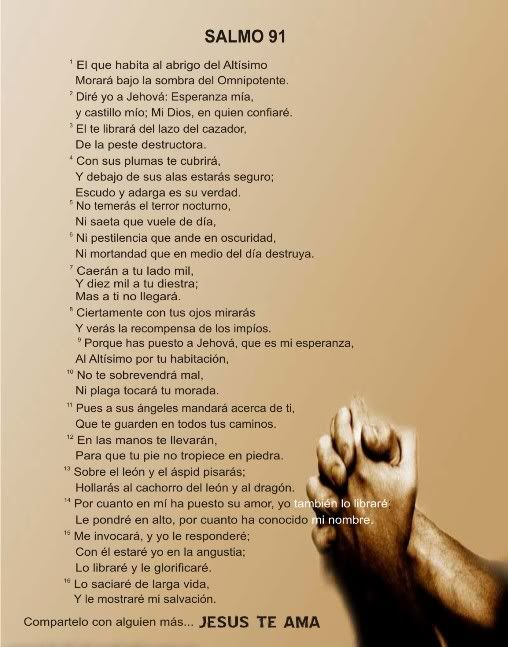 SALMO 91
1 El que habita al abrigo del Altísimo
Morará bajo la sombra del Omnipotente.
2 Diré yo a Jehová: Esperanza mía,
y castillo mío; Mi Dios, en quien confiaré.
3 El te librará del lazo del cazador,
De la peste destructora.
4 Con sus plumas te cubrirá,
Y debajo de sus alas estarás seguro;
Escudo y adarga es su verdad.
5 No temerás el terror nocturno,
Ni saeta que vuele de día,
6 Ni pestilencia que ande en oscuridad,
Ni mortandad que en medio del día destruya.
7 Caerán a tu lado mil,
Y diez mil a tu diestra;
Mas a ti no llegará.
8 Ciertamente con tus ojos mirarás
Y verás la recompensa de los impíos.
9 Porque has puesto a Jehová, que es mi esperanza,
Al Altísimo por tu habitación,
10 No te sobrevendrá mal,
Ni plaga tocará tu morada.
11 Pues a sus ángeles mandará acerca de ti,
Que te guarden en todos tus caminos.
12 En las manos te llevarán,
Para que tu pie no tropiece en piedra.
13 Sobre el león y el áspid pisarás;
Hollarás al cachorro del león y al dragón.
14 Por cuanto en mí ha puesto su amor, yo también lo libraré
Le pondré en alto, por cuanto ha conocido mi nombre.
15 Me invocará, y yo le responderé;
Con él estaré yo en la angustia;
Lo libraré y le glorificaré.
16 Lo saciaré de larga vida,
Y le mostraré mi salvación.
Compartelo con alguien más... JESUS TE AMA